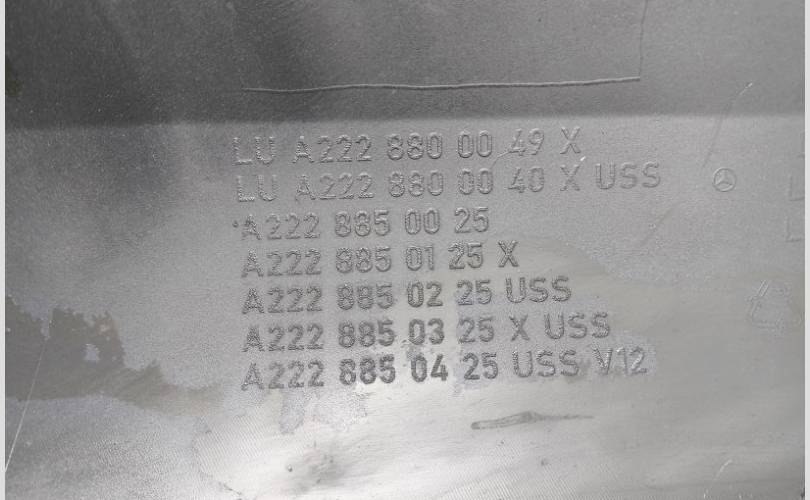 LU A222 880 00 49 X
LU A222 880 00 40 X USS
A222 885 00 25
A222 885 01 25 X
A222 885 02 25 USS
A222 885 03 25 X USS
A222 885 04 25 USS V12